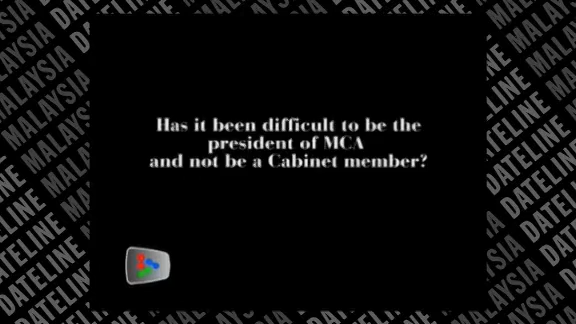 Has it been difficult to be the
president of MCA
and not be a Cabinet member?
DATELINE
MALAYSIA